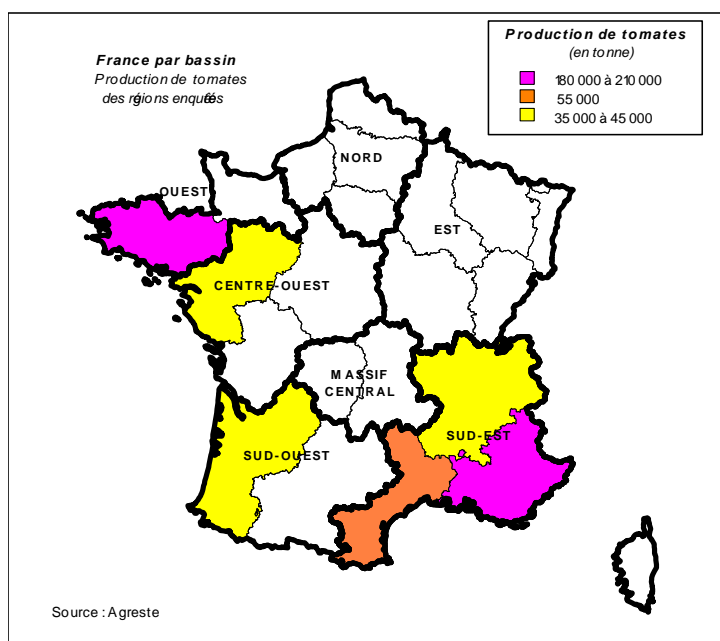 France par bassin
Production de tomates
des régions enquêtés
Production de tomates
(en tonne)
180 000 à 210 000
55 000
35 000 à 45 000
NORD
OUEST
EST
CENTRE-OUEST
MASSIF
CENTRAL
SUD-EST
SUD-OUEST
Source : Agreste